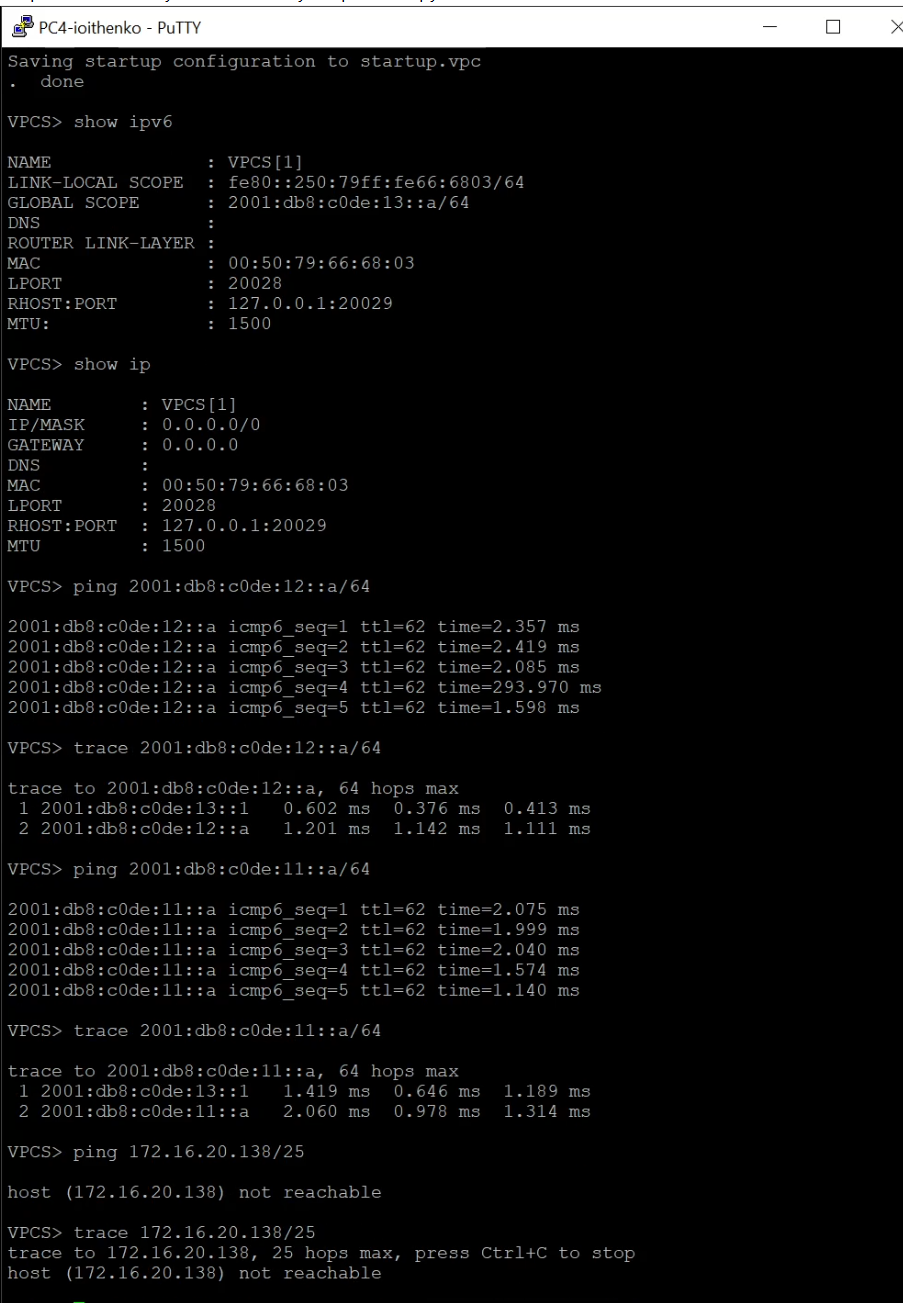 PC4-ioithenko - PuTTY
Saving startup configuration to startup.vpc
.  done
VPCS> show ipv6
NAME              : VPCS[1]
LINK-LOCAL SCOPE  : fe80::250:79ff:fe66:6803/64
GLOBAL SCOPE      : 2001:db8:c0de:13::a/64
DNS               :
ROUTER LINK-LAYER :
MAC               : 00:50:79:66:68:03
LPORT             : 20028
RHOST:PORT        : 127.0.0.1:20029
MTU:              : 1500
VPCS> show ip
NAME        : VPCS[1]
IP/MASK     : 0.0.0.0/0
GATEWAY     : 0.0.0.0
DNS         :
MAC         : 00:50:79:66:68:03
LPORT       : 20028
RHOST:PORT  : 127.0.0.1:20029
MTU         : 1500
VPCS> ping 2001:db8:c0de:12::a/64
2001:db8:c0de:12::a icmp6_seq=1 ttl=62 time=2.357 ms
2001:db8:c0de:12::a icmp6_seq=2 ttl=62 time=2.419 ms
2001:db8:c0de:12::a icmp6_seq=3 ttl=62 time=2.085 ms
2001:db8:c0de:12::a icmp6_seq=4 ttl=62 time=293.970 ms
2001:db8:c0de:12::a icmp6_seq=5 ttl=62 time=1.598 ms
VPCS> trace 2001:db8:c0de:12::a/64
trace to 2001:db8:c0de:12::a, 64 hops max
 1 2001:db8:c0de:13::1   0.602 ms  0.376 ms  0.413 ms
 2 2001:db8:c0de:12::a   1.201 ms  1.142 ms  1.111 ms
VPCS> ping 2001:db8:c0de:11::a/64
2001:db8:c0de:11::a icmp6_seq=1 ttl=62 time=2.075 ms
2001:db8:c0de:11::a icmp6_seq=2 ttl=62 time=1.999 ms
2001:db8:c0de:11::a icmp6_seq=3 ttl=62 time=2.040 ms
2001:db8:c0de:11::a icmp6_seq=4 ttl=62 time=1.574 ms
2001:db8:c0de:11::a icmp6_seq=5 ttl=62 time=1.140 ms
VPCS> trace 2001:db8:c0de:11::a/64
trace to 2001:db8:c0de:11::a, 64 hops max
 1 2001:db8:c0de:13::1   1.419 ms  0.646 ms  1.189 ms
 2 2001:db8:c0de:11::a   2.060 ms  0.978 ms  1.314 ms
VPCS> ping 172.16.20.138/25
host (172.16.20.138) not reachable
VPCS> trace 172.16.20.138/25
trace to 172.16.20.138, 25 hops max, press Ctrl+C to stop
host (172.16.20.138) not reachable